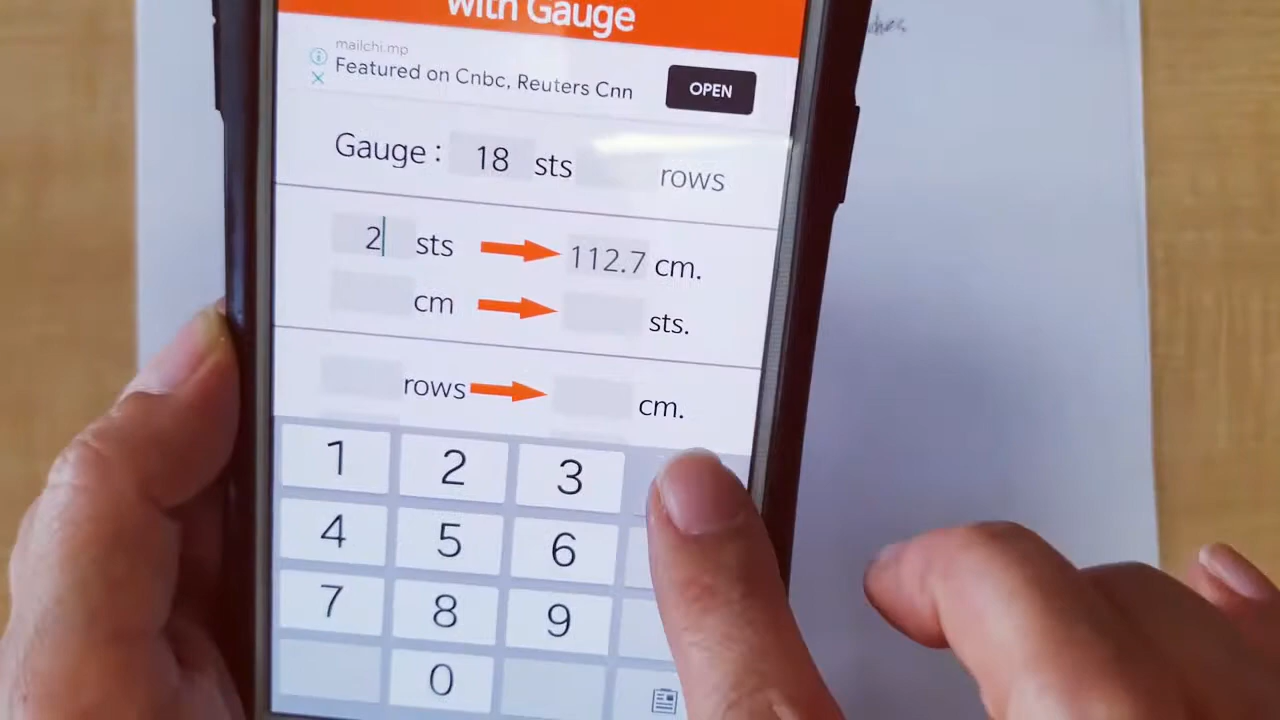 with Gauge
mailchi.mp
Featured on Cnbc, Reuters Cnn
OPEN
Gauge : 18 sts rows
2 sts 112.7 cm.
cm sts.
rows cm.
1 2 3
4 5 6
7 8 9
0